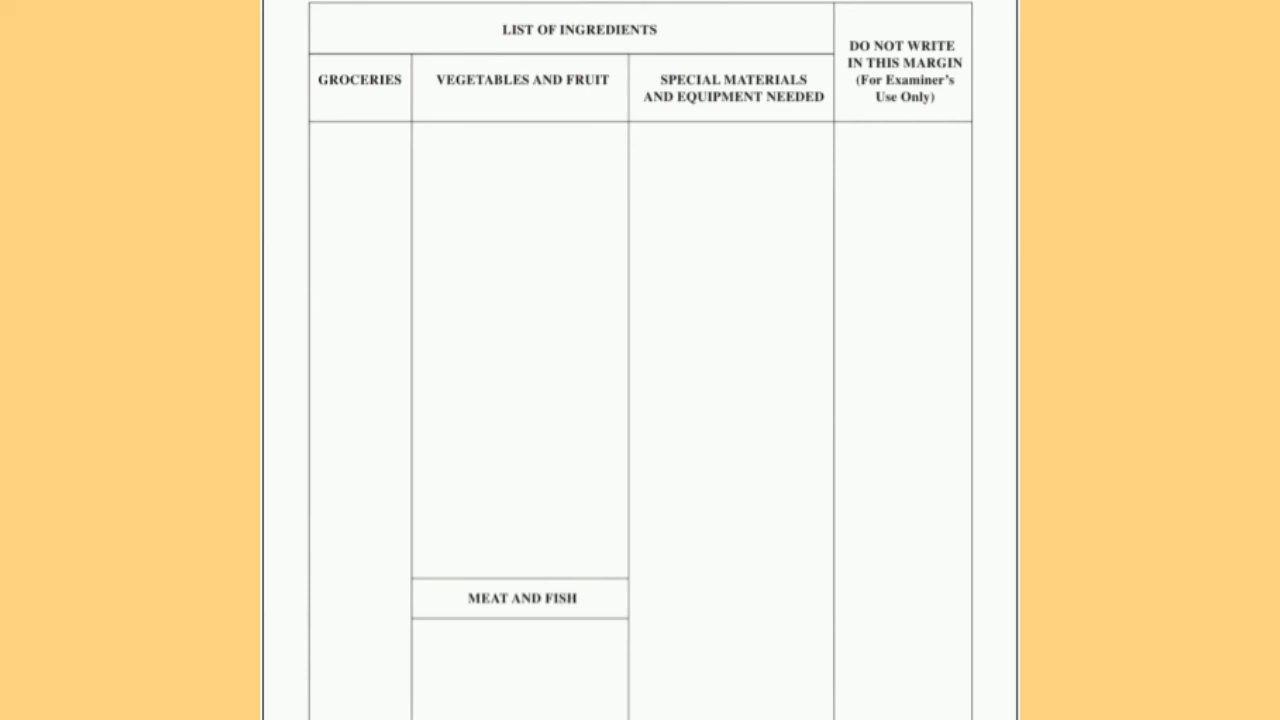 LIST OF INGREDIENTS
DO NOT WRITE
IN THIS MARGIN
(For Examiner's
Use Only)
GROCERIES
VEGETABLES AND FRUIT
SPECIAL MATERIALS
AND EQUIPMENT NEEDED
MEAT AND FISH